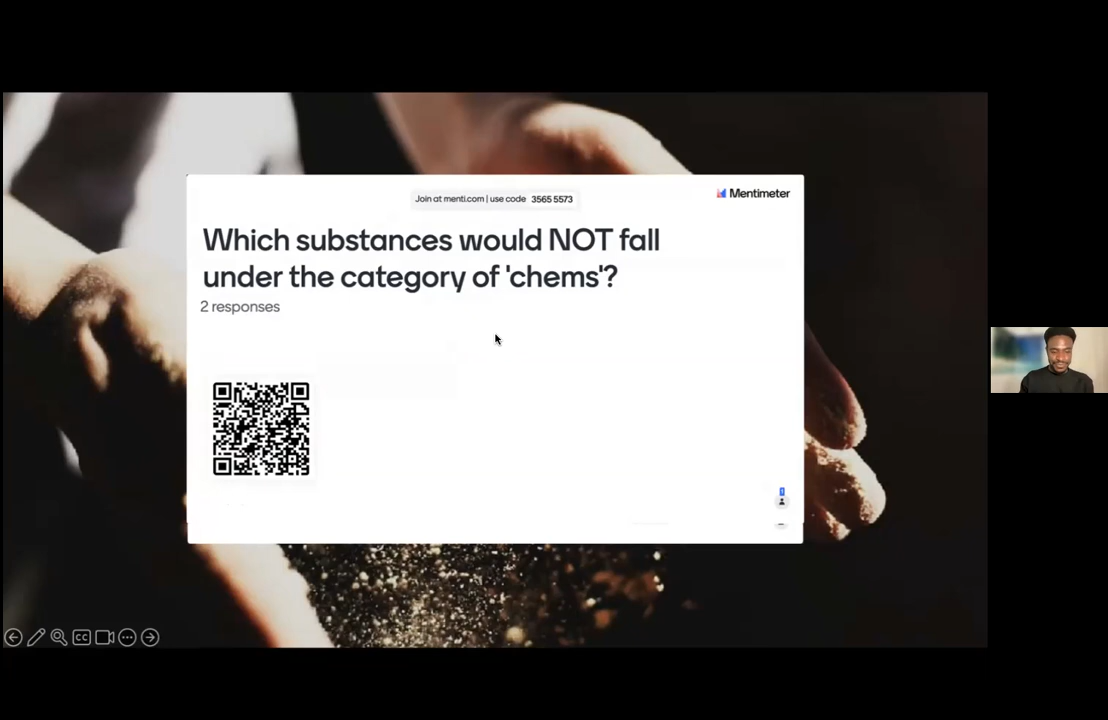 Join at menti.com | use code 3565 5573
Mentimeter
Which substances would NOT fall
under the category of 'chems'?
2 responses
CC